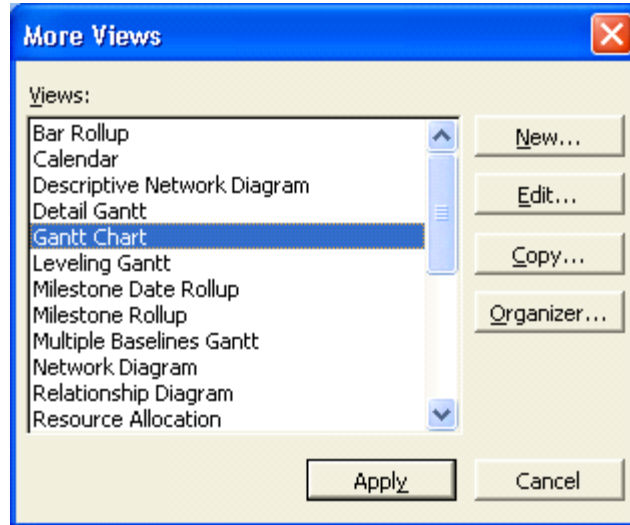 More Views
Views:
Bar Rollup
Calendar
Descriptive Network Diagram
Detail Gantt
Gantt Chart
Leveling Gantt
Milestone Date Rollup
Milestone Rollup
Multiple Baselines Gantt
Network Diagram
Relationship Diagram
Resource Allocation
New...
Edit...
Copy...
Organizer...
Apply
Cancel